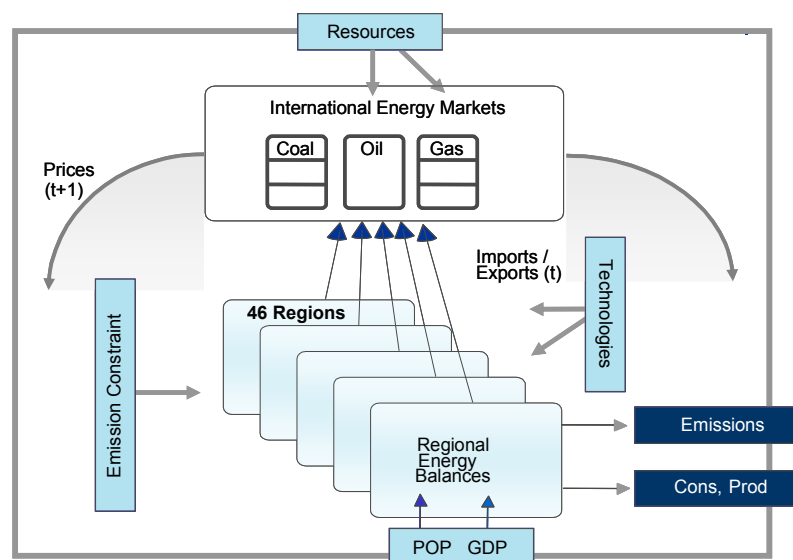 Resources
International Energy Markets
Coal
Oil
Gas
Prices
(t+1)
Imports /
Exports (t)
Technologies
46 Regions
Emission Constraint
Regional
Energy
Balances
Emissions
Cons, Prod
POP GDP